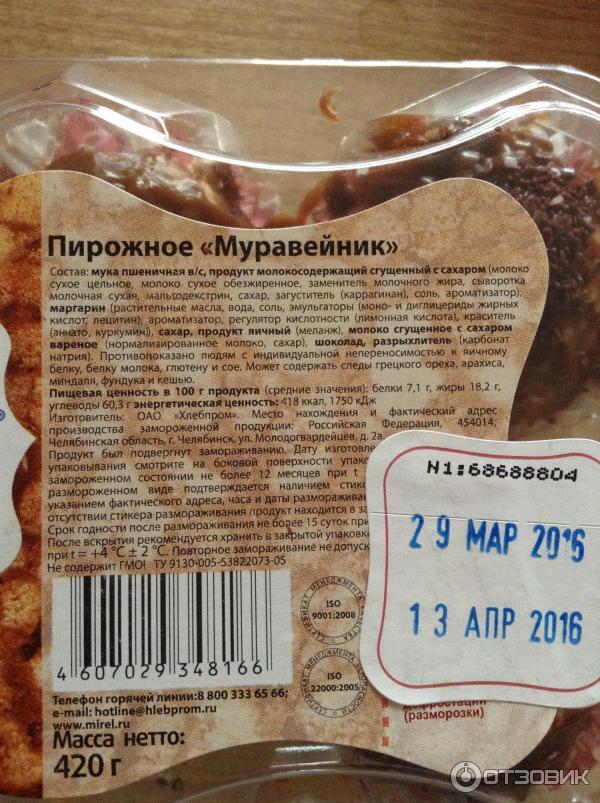 Пирожное «Муравейник»
Состав: мука пшеничная в/с, продукт молокосодержащий сгущенный с сахаром (молоко
сухое цельное, молоко сухое обезжиренное, заменитель молочного жира, сыворотка
молочная сухая, мальтодекстрин, сахар, загуститель (каррагинан), соль, ароматизатор),
маргарин (растительные масла, вода, соль, эмульгаторы (моно- и диглицериды жирных
кислот, лецитин), ароматизатор, регулятор кислотности (лимонная кислота), краситель
(аннато, куркумин)), сахар, продукт яичный (меланж), молоко сгущенное с сахаром
вареное (нормализированное молоко, сахар), шоколад, разрыхлитель (карбонат
натрия). Противопоказано людям с индивидуальной непереносимостью к яичному
белку, белку молока, глютену и сое. Может содержать следы грецкого ореха, арахиса,
миндаля, фундука и кешью.
Пищевая ценность в 100 г продукта (средние значения): белки 7,1 г, жиры 18,2 г,
углеводы 60,3 г энергетическая ценность: 418 ккал, 1750 кДж
Изготовитель: ОАО «Хлебпром». Место нахождения и фактический адрес
производства замороженной продукции: Российская Федерация, 454014,
Челябинская область, г. Челябинск, ул. Молодогвардейцев, д. 2а.
Продукт был подвергнут замораживанию. Дату изготовле
упаковывания смотрите на боковой поверхности упак
замороженном состоянии не более 12 месяцев при t
размороженном виде подтверждается наличием стике
указанием фактического адреса, часа и даты разморажи
отсутствии стикера размораживания продукт находится в за
Срок годности после размораживания не более 15 суток при
После вскрытия рекомендуется хранить в закрытой упаковк
при t = +4 °C ± 2 °C. Повторное замораживание не допуск
Не содержит ГМО! ТУ 9130-005-53822073-05
N1:68688804
29 МАР 2016
13 АПР 2016
СЕРТИФИКАТ МЕНЕДЖМЕНТА КАЧЕСТВА
ISO
9001:2008
СЕРТИФИКАТ МЕНЕДЖМЕНТА БЕЗОПАСНОСТИ
ISO
22000:2005
4 607029 348166
Телефон горячей линии: 8 800 333 65 66;
e-mail: hotline@hlebprom.ru
www.mirel.ru
Масса нетто:
420 г
дефростации
(разморозки)
ОТЗОВИК